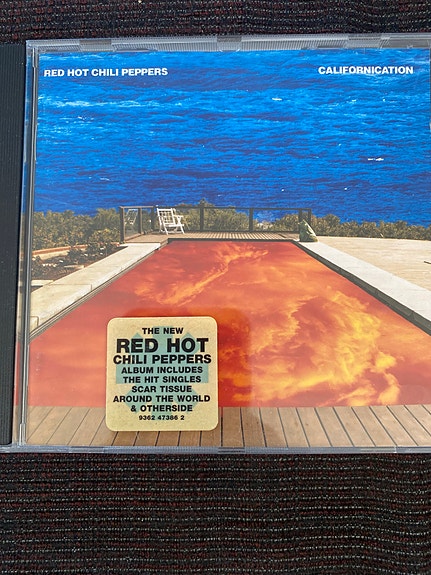 RED HOT CHILI PEPPERS
CALIFORNICATION
THE NEW
RED HOT
CHILI PEPPERS
ALBUM INCLUDES
THE HIT SINGLES
SCAR TISSUE
AROUND THE WORLD
& OTHERSIDE
9362 47386 2